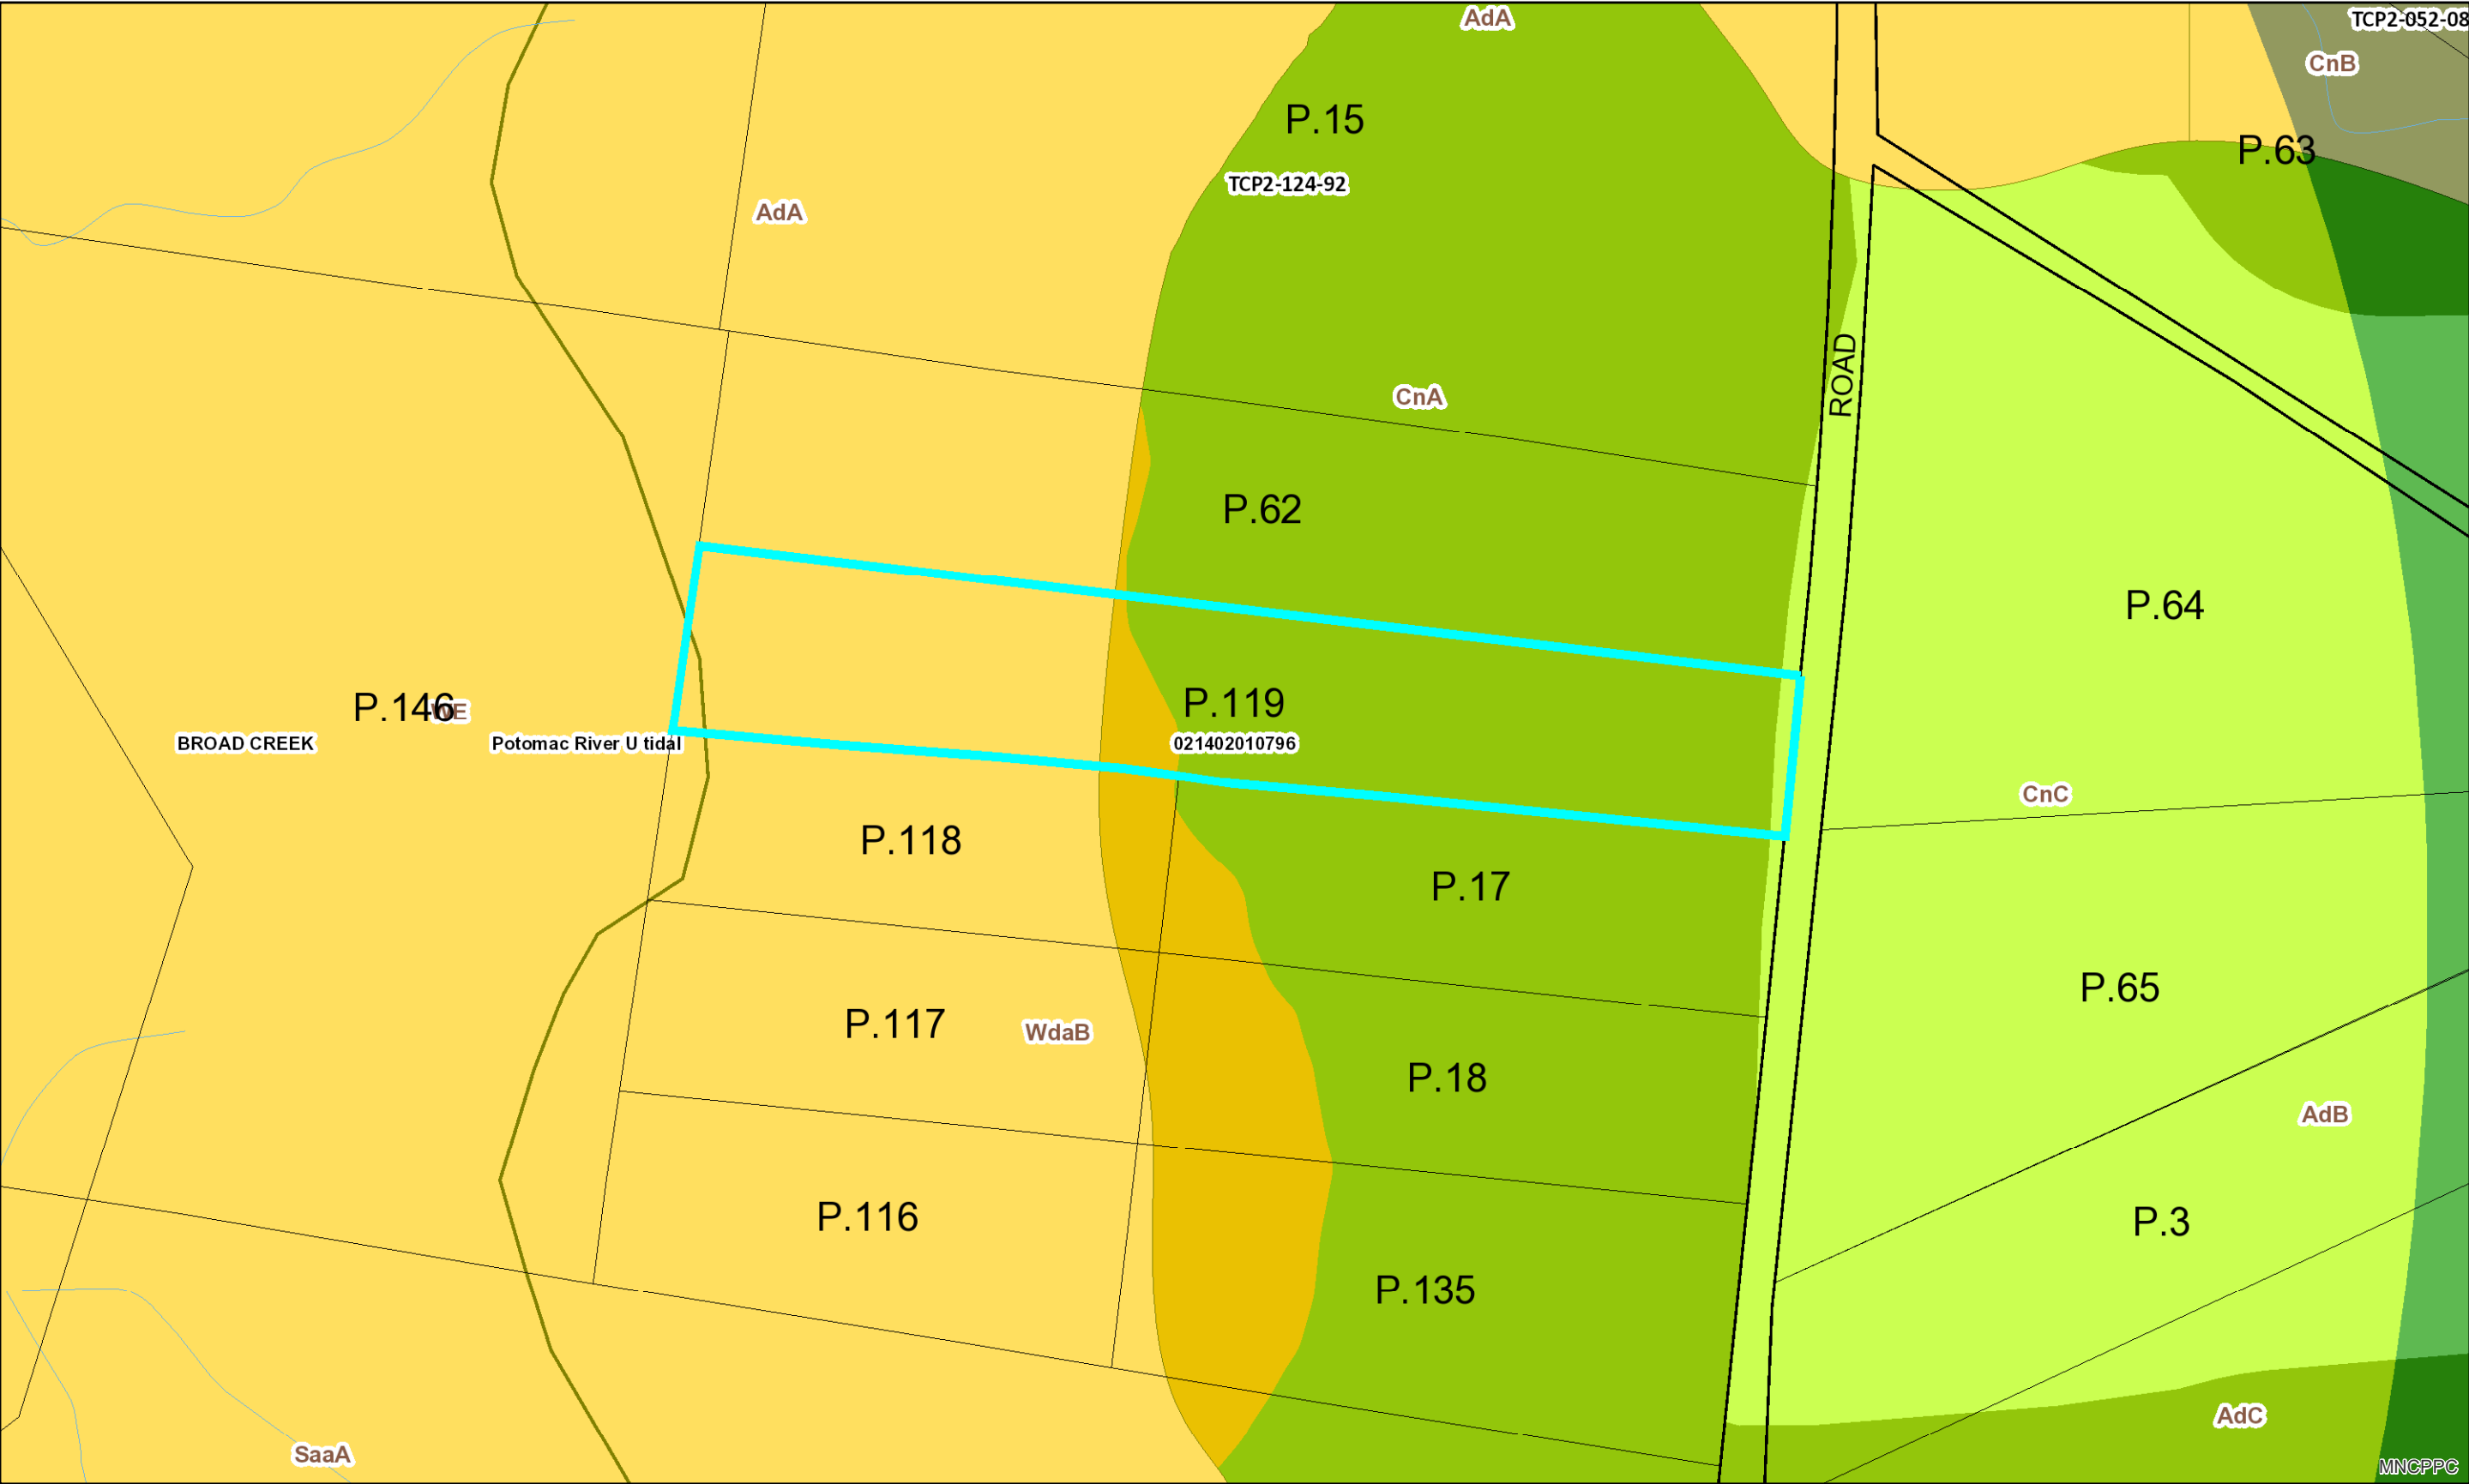 AdA
TCP2-052-08
CnB
P.15
P.63
TCP2-124-92
AdA
ROAD
CnA
P.62
P.64
P.119
P.146
WE
BROAD CREEK
Potomac River U tidal
021402010796
CnC
P.118
P.17
P.65
P.117
WdaB
P.18
AdB
P.116
P.3
P.135
AdC
SaaA
MNCPPC